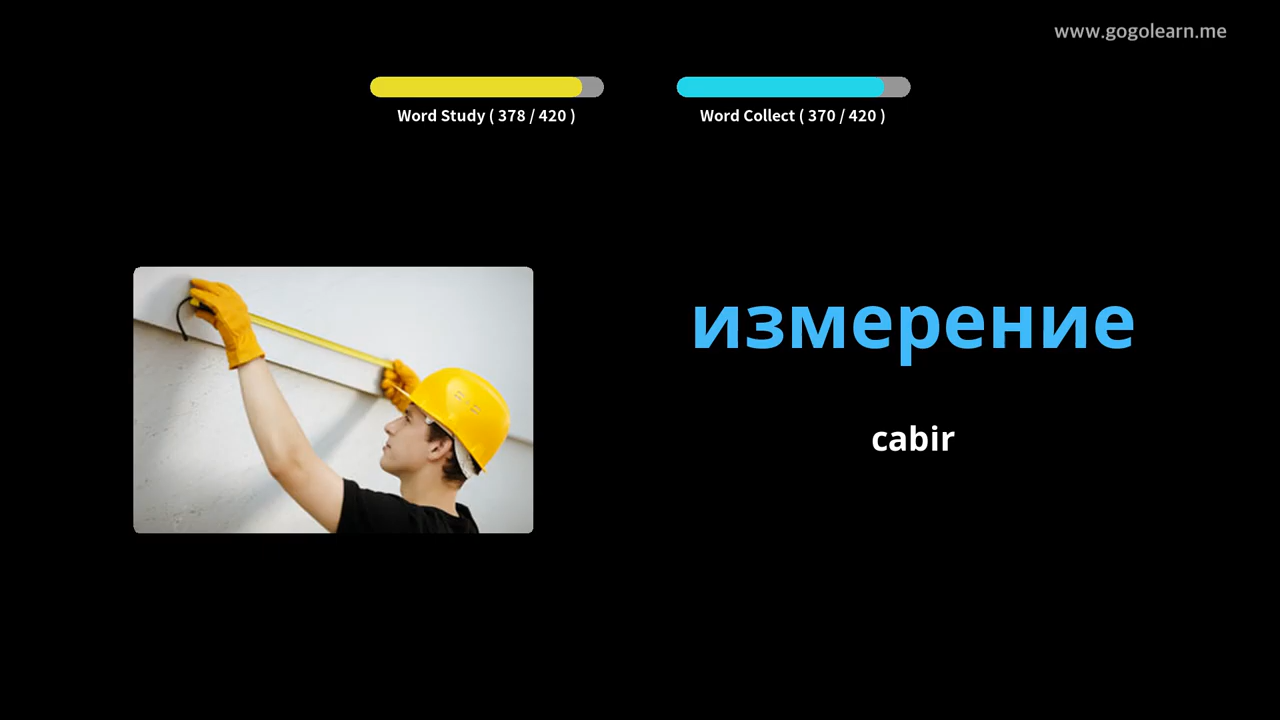 www.gogolearn.me
Word Study ( 378 / 420 )
Word Collect ( 370 / 420 )
измерение
cabir